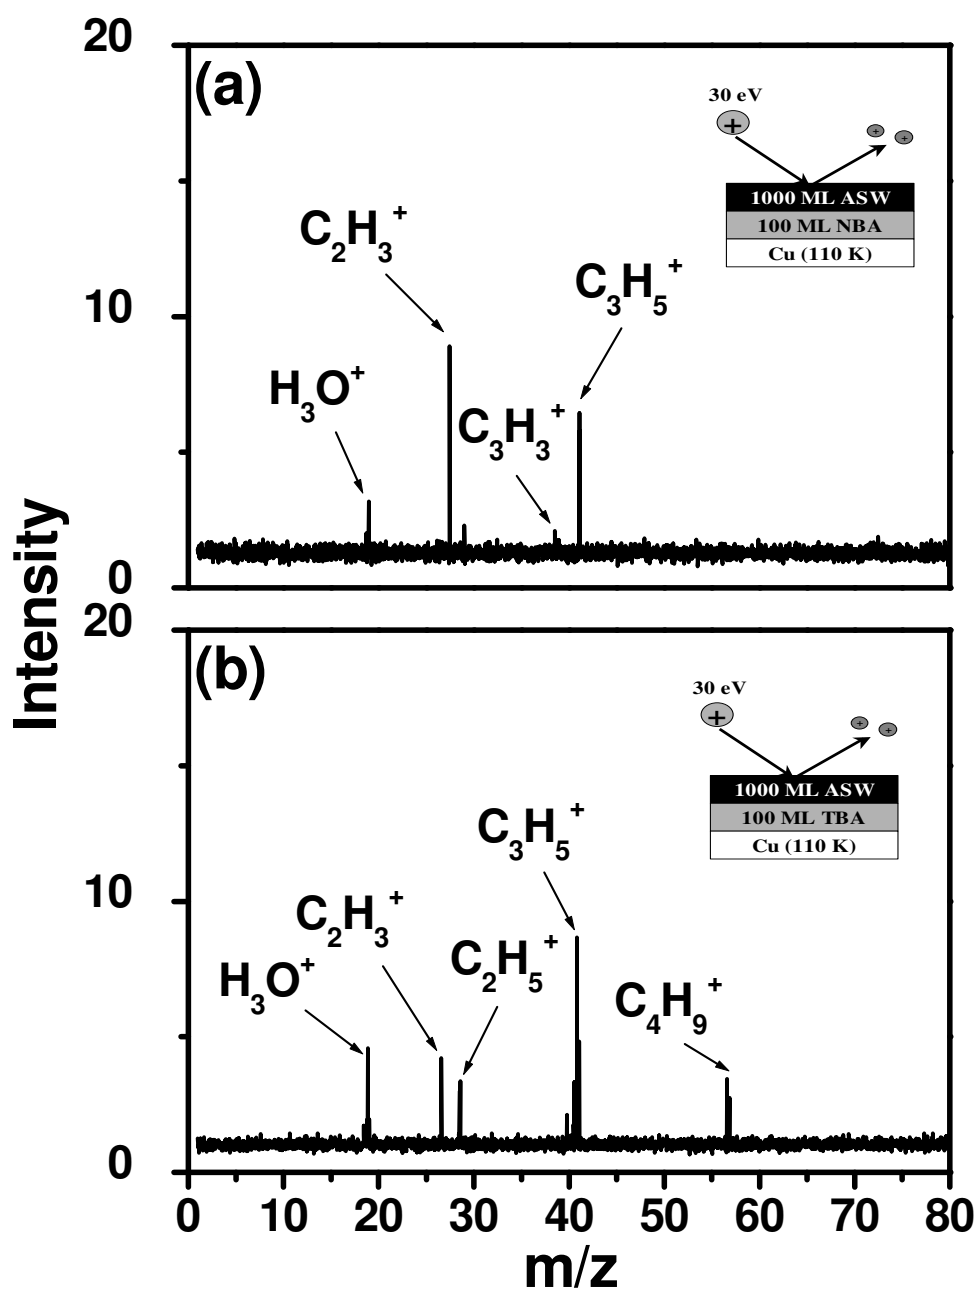 20
(a)
30 eV
+
+
+
1000 ML ASW
100 ML NBA
Cu (110 K)
C₂H₃⁺
C₃H₅⁺
10
H₃O⁺
C₃H₃⁺
0
Intensity
20
(b)
30 eV
+
+
+
1000 ML ASW
100 ML TBA
Cu (110 K)
C₃H₅⁺
10
C₂H₃⁺
C₂H₅⁺
H₃O⁺
C₄H₉⁺
0
0 10 20 30 40 50 60 70 80
m/z